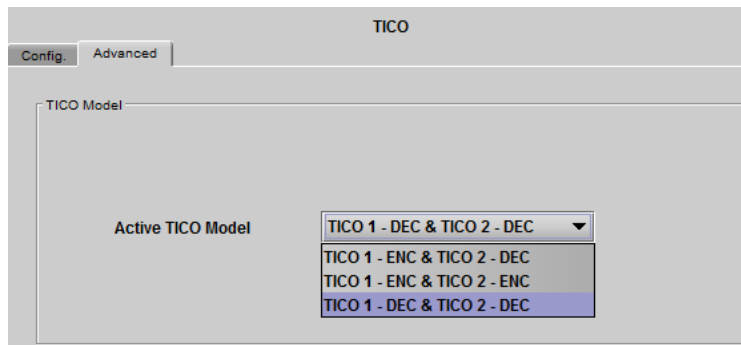 TICO
Config.
Advanced
TICO Model
Active TICO Model
TICO 1 - DEC & TICO 2 - DEC
TICO 1 - ENC & TICO 2 - DEC
TICO 1 - ENC & TICO 2 - ENC
TICO 1 - DEC & TICO 2 - DEC